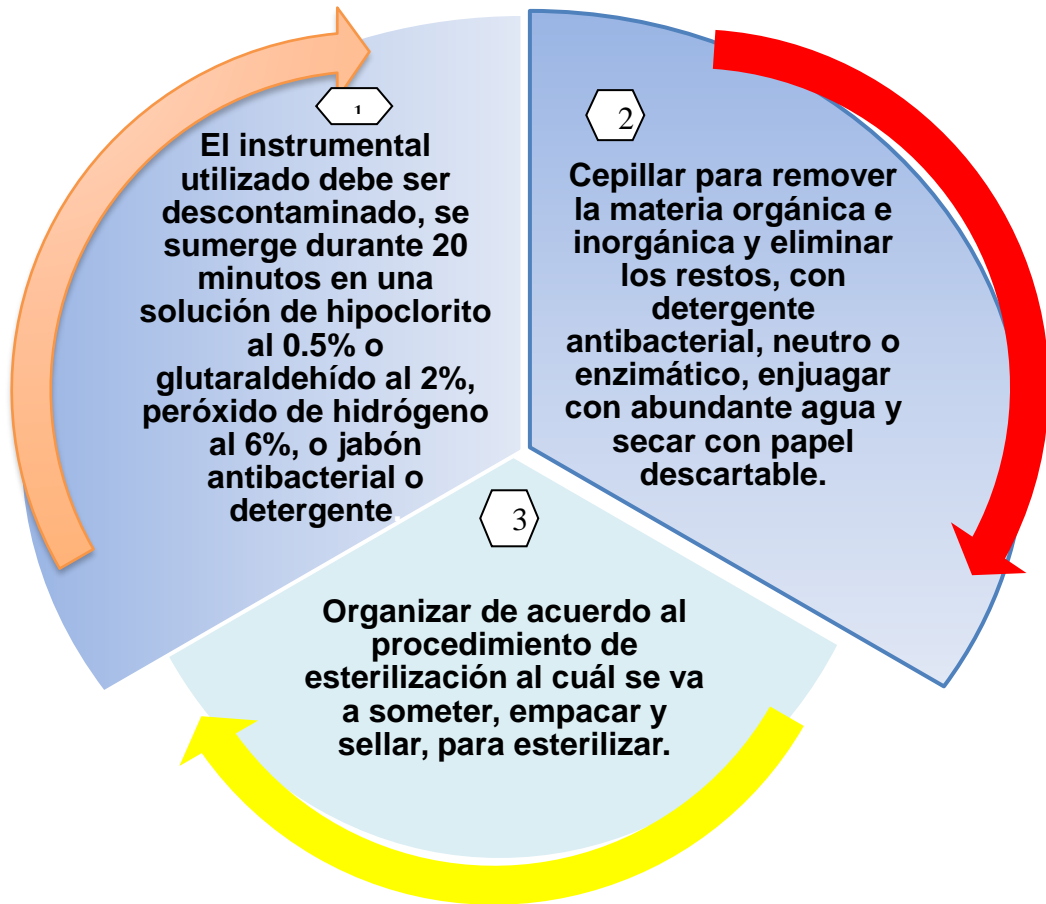 1
El instrumental
utilizado debe ser
descontaminado, se
sumerge durante 20
minutos en una
solución de hipoclorito
al 0.5% o
glutaraldehído al 2%,
peróxido de hidrógeno
al 6%, o jabón
antibacterial o
detergente.
2
Cepillar para remover
la materia orgánica e
inorgánica y eliminar
los restos, con
detergente
antibacterial, neutro o
enzimático, enjuagar
con abundante agua y
secar con papel
descartable.
3
Organizar de acuerdo al
procedimiento de
esterilización al cuál se va
a someter, empacar y
sellar, para esterilizar.